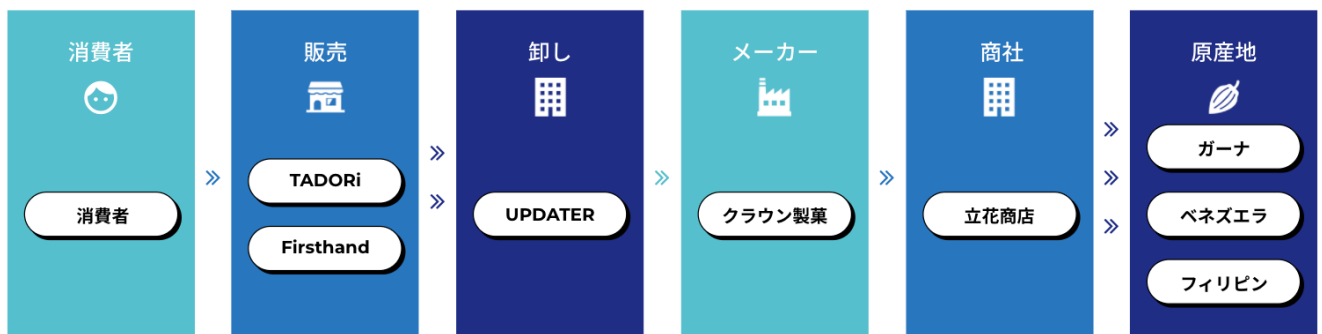 消費者
消費者
販売
TADORi
Firsthand
卸し
UPDATER
メーカー
クラウン製菓
商社
立花商店
原産地
ガーナ
ベネズエラ
フィリピン